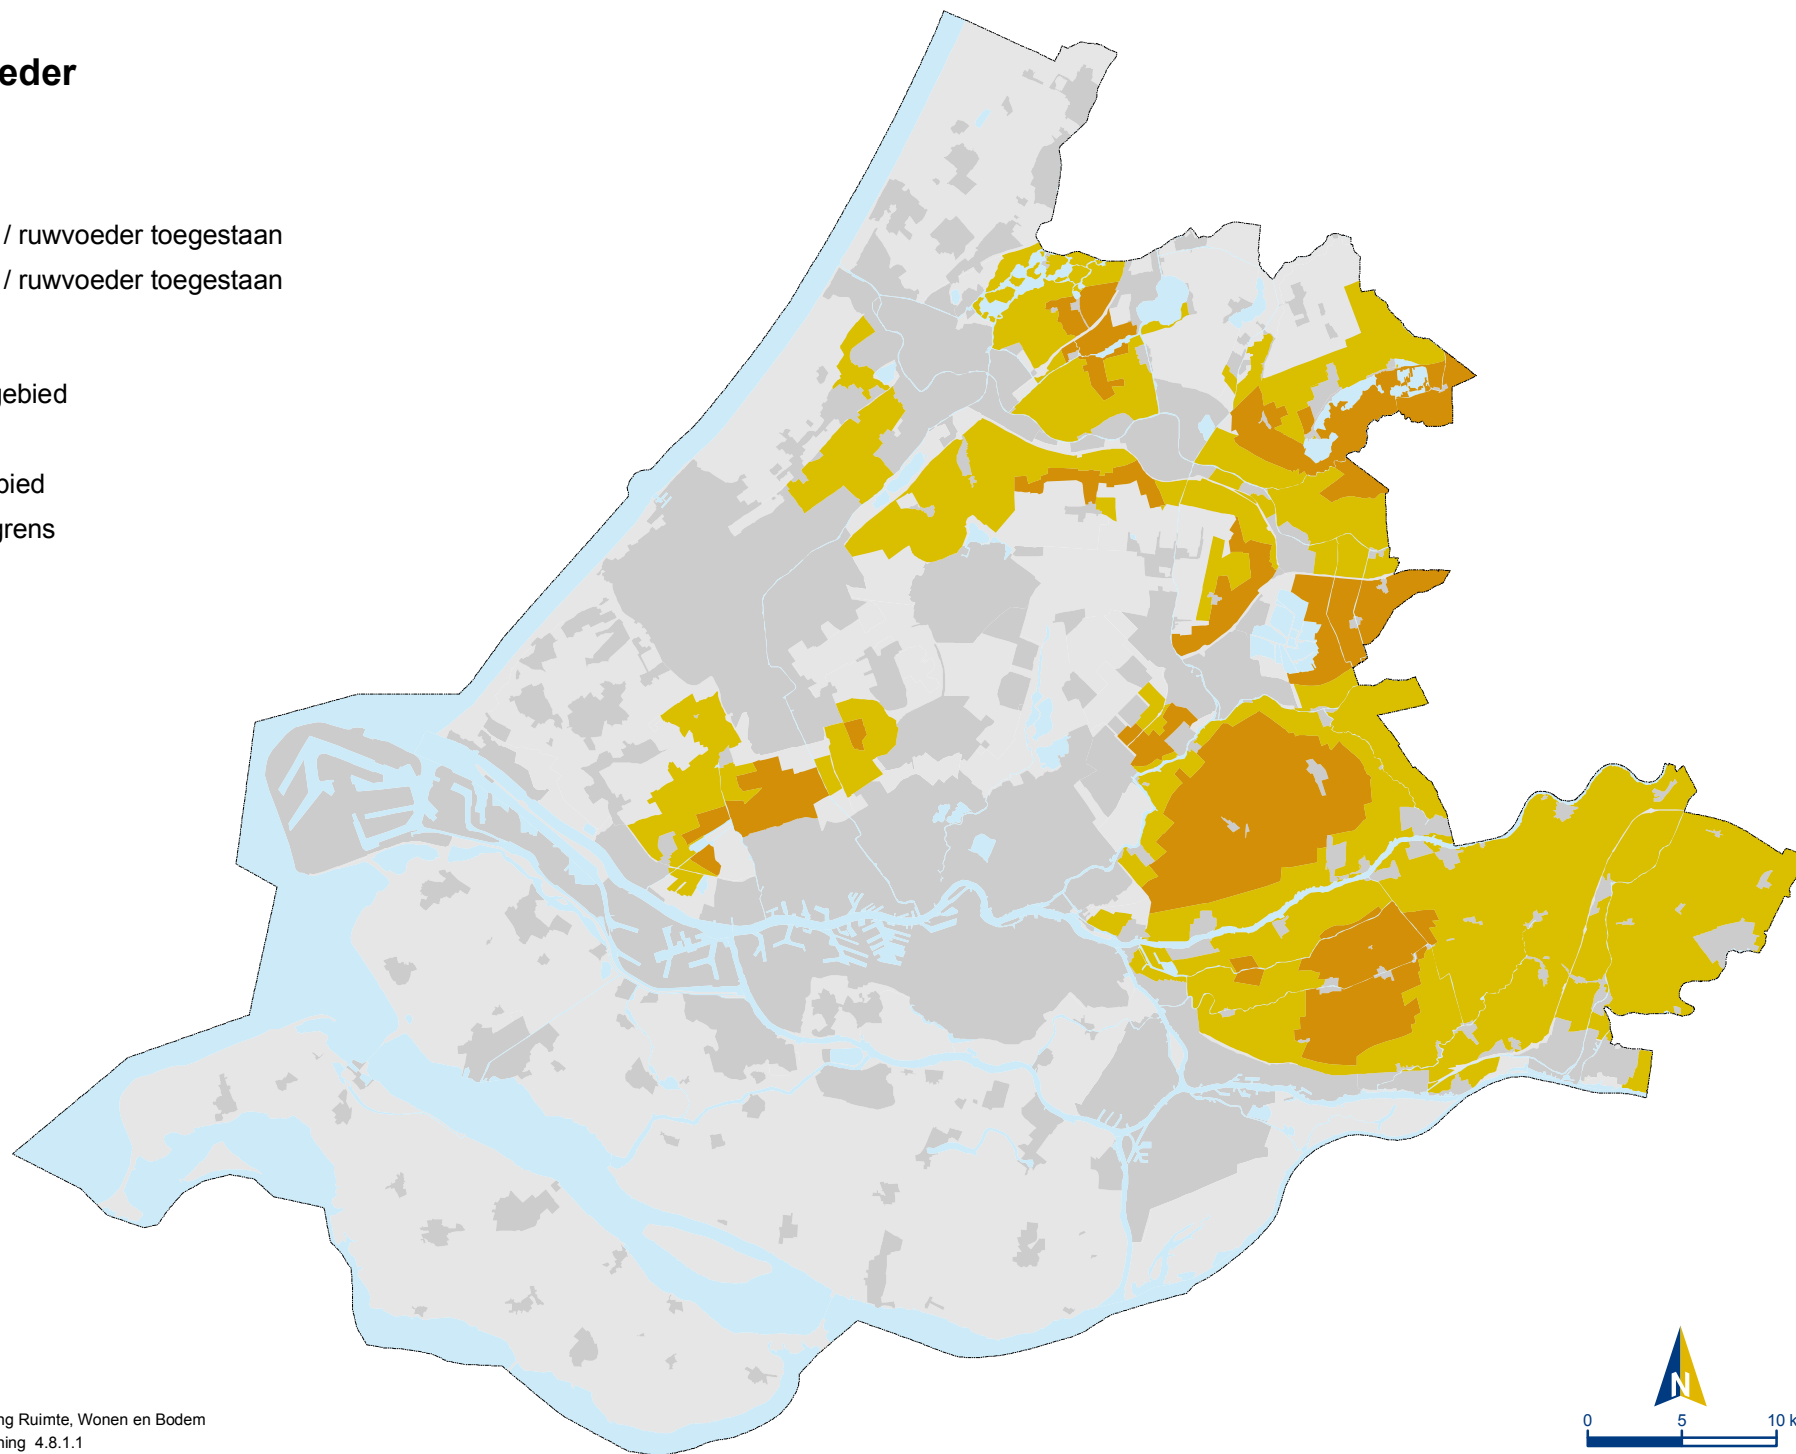 eder
/ ruwvoeder toegestaan
/ ruwvoeder toegestaan
gebied
bied
grens
ng Ruimte, Wonen en Bodem
ning 4.8.1.1
N
0 5 10 k